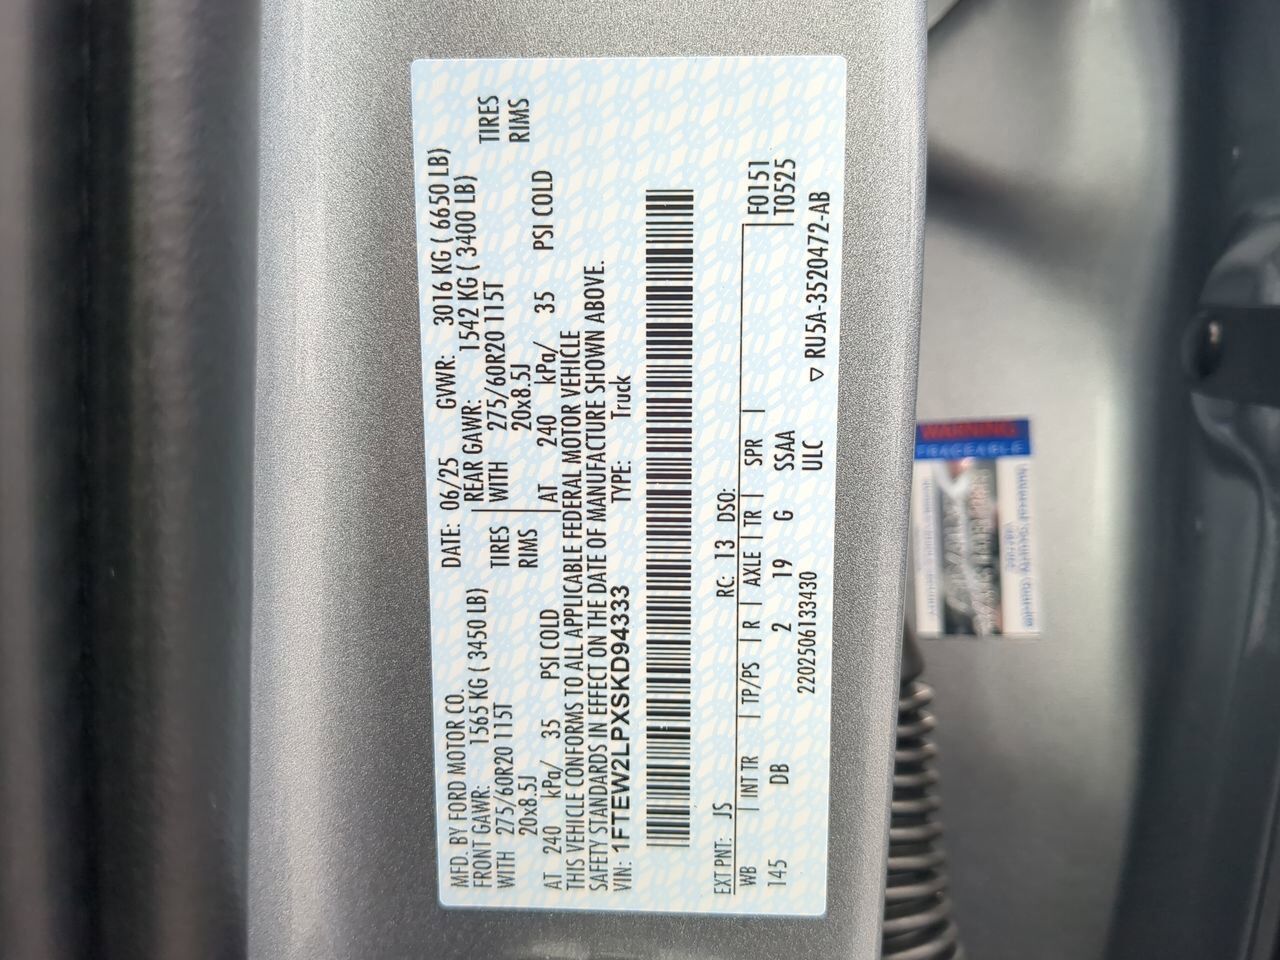 MFD. BY FORD MOTOR CO. DATE: 06/25 GVWR: 3016 KG ( 6650 LB)
FRONT GAWR: 1565 KG ( 3450 LB) REAR GAWR: 1542 KG ( 3400 LB)
WITH 275/60R20 115T TIRES WITH 275/60R20 115T TIRES
20x8.5J RIMS 20x8.5J RIMS
AT 240 kPa/ 35 PSI COLD AT 240 kPa/ 35 PSI COLD
THIS VEHICLE CONFORMS TO ALL APPLICABLE FEDERAL MOTOR VEHICLE
SAFETY STANDARDS IN EFFECT ON THE DATE OF MANUFACTURE SHOWN ABOVE.
VIN: 1FTEW2LPXSKD94333 TYPE: Truck
EXT PNT: JS RC: 13 DSO:
WB | INT TR | TP/PS | R | AXLE | TR | SPR | F0151
145 DB 2 19 G SSAA T0525
2202506133430 ULC
▽ RU5A-3520472-AB
WARNING
TRACEABLE